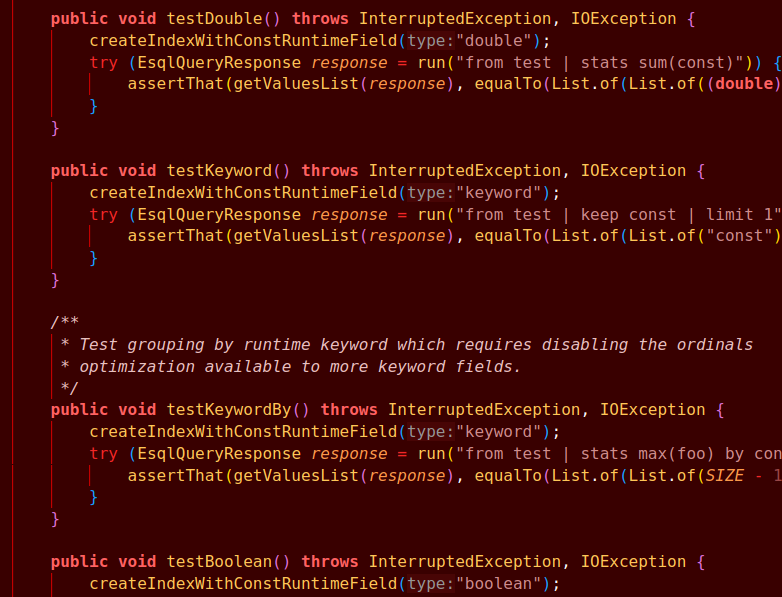 public void testDouble() throws InterruptedException, IOException {
createIndexWithConstRuntimeField(type:"double");
try (EsqlQueryResponse response = run("from test | stats sum(const)")) {
assertThat(getValuesList(response), equalTo(List.of(List.of((double)
}
}
public void testKeyword() throws InterruptedException, IOException {
createIndexWithConstRuntimeField(type:"keyword");
try (EsqlQueryResponse response = run("from test | keep const | limit 1"
assertThat(getValuesList(response), equalTo(List.of(List.of("const")
}
}
/**
* Test grouping by runtime keyword which requires disabling the ordinals
* optimization available to more keyword fields.
*/
public void testKeywordBy() throws InterruptedException, IOException {
createIndexWithConstRuntimeField(type:"keyword");
try (EsqlQueryResponse response = run("from test | stats max(foo) by con
assertThat(getValuesList(response), equalTo(List.of(List.of(SIZE - 1
}
}
public void testBoolean() throws InterruptedException, IOException {
createIndexWithConstRuntimeField(type:"boolean");